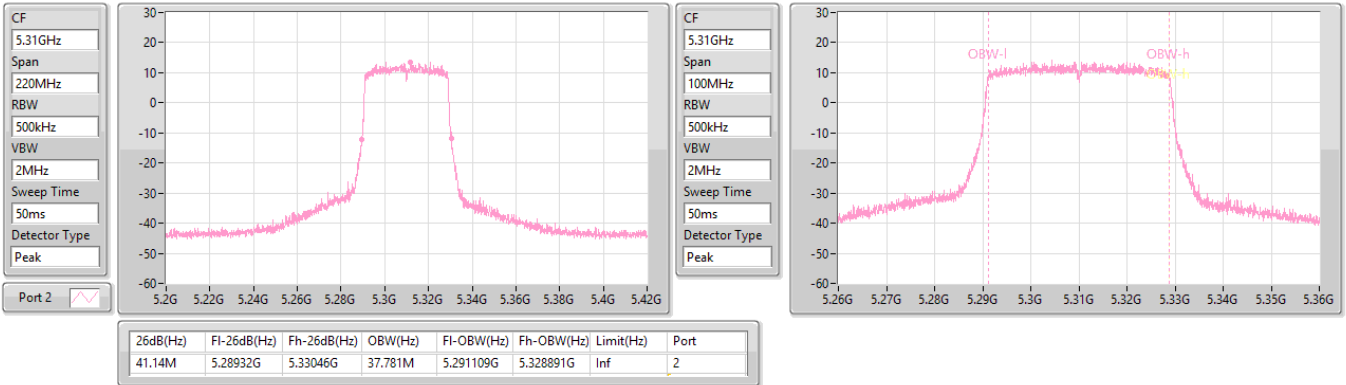 CF
5.31GHz
Span
220MHz
RBW
500kHz
VBW
2MHz
Sweep Time
50ms
Detector Type
Peak
Port 2
30-
20-
10-
0-
-10-
-20-
-30-
-40-
-50-
-60-
5.2G 5.22G 5.24G 5.26G 5.28G 5.3G 5.32G 5.34G 5.36G 5.38G 5.4G 5.42G
CF
5.31GHz
Span
100MHz
RBW
500kHz
VBW
2MHz
Sweep Time
50ms
Detector Type
Peak
30-
20-
10-
0-
-10-
-20-
-30-
-40-
-50-
-60-
OBW-l OBW-h
5.26G 5.27G 5.28G 5.29G 5.3G 5.31G 5.32G 5.33G 5.34G 5.35G 5.36G
26dB(Hz) Fl-26dB(Hz) Fh-26dB(Hz) OBW(Hz) Fl-OBW(Hz) Fh-OBW(Hz) Limit(Hz) Port
41.14M 5.28932G 5.33046G 37.781M 5.291109G 5.328891G Inf 2